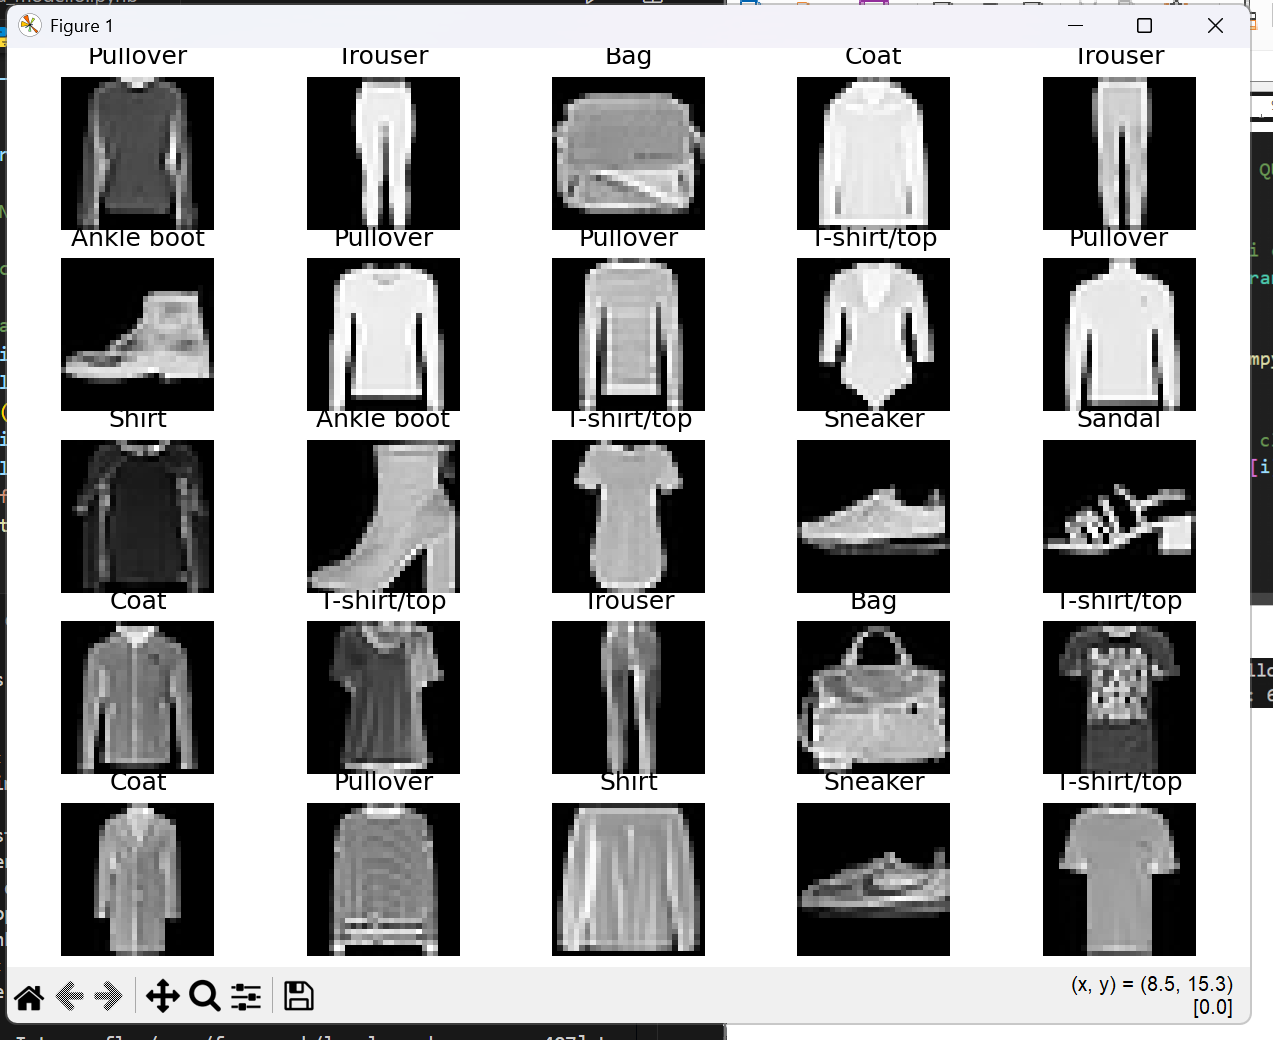 Figure 1
Pullover Trouser Bag Coat Trouser
Ankle boot Pullover Pullover T-shirt/top Pullover
Shirt Ankle boot T-shirt/top Sneaker Sandal
Coat T-shirt/top Trouser Bag T-shirt/top
Coat Pullover Shirt Sneaker T-shirt/top
(x, y) = (8.5, 15.3)
[0.0]